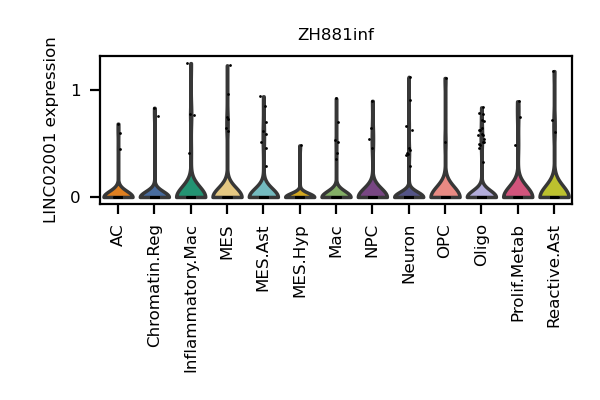 ZH881inf
LINC02001 expression
1
0
AC
Chromatin.Reg
Inflammatory.Mac
MES
MES.Ast
MES.Hyp
Mac
NPC
Neuron
OPC
Oligo
Prolif.Metab
Reactive.Ast